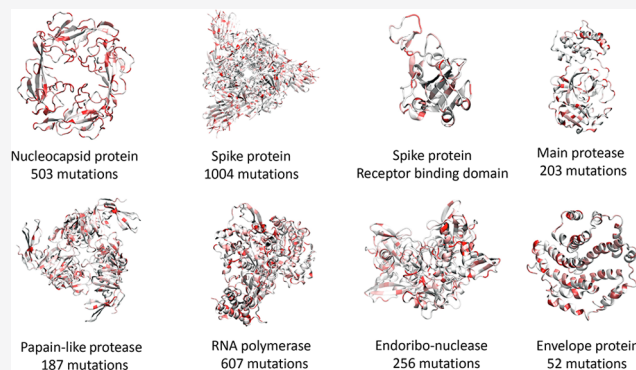 Nucleocapsid protein
503 mutations
Spike protein
1004 mutations
Spike protein
Receptor binding domain
Main protease
203 mutations
Papain-like protease
187 mutations
RNA polymerase
607 mutations
Endoribo-nuclease
256 mutations
Envelope protein
52 mutations